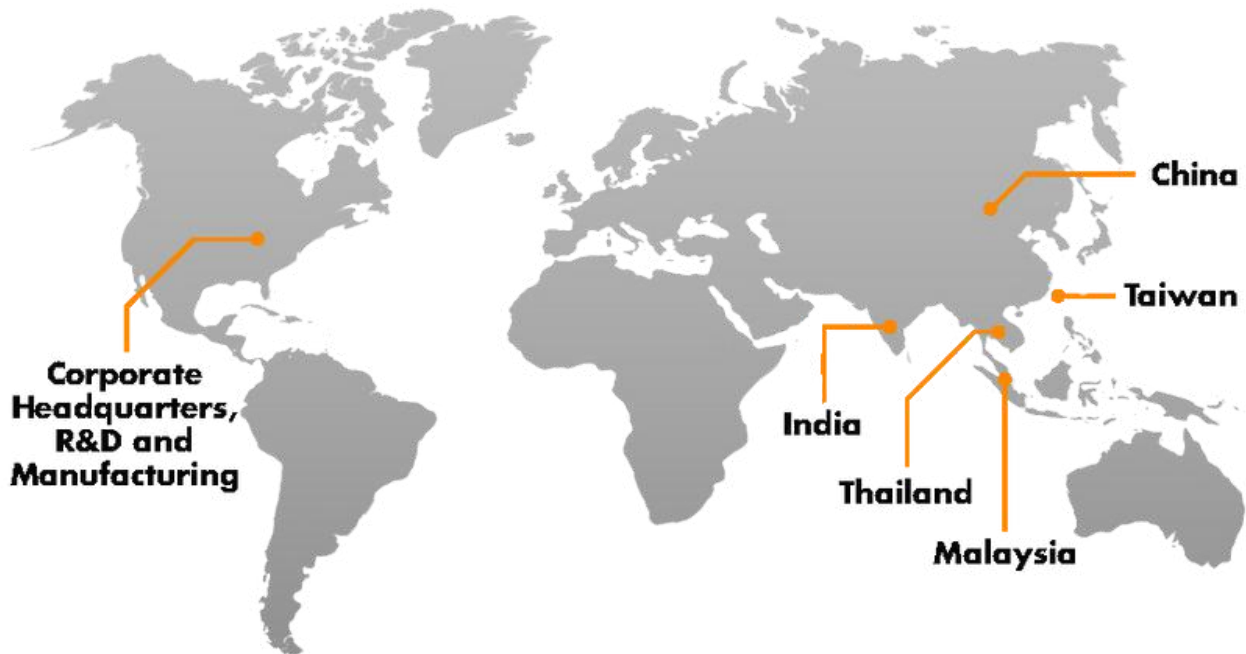 China
Taiwan
Corporate
Headquarters,
R&D and
Manufacturing
India
Thailand
Malaysia